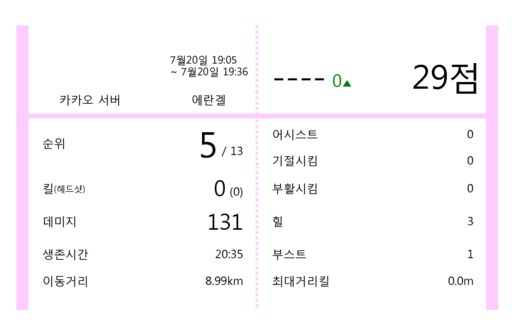 7월20일 19:05
~ 7월20일 19:36
카카오 서버 에란겔
---- 0▲ 29점
순위 5 / 13
킬(헤드샷) 0 (0)
데미지 131
생존시간 20:35
이동거리 8.99km
어시스트 0
기절시킴 0
부활시킴 0
힐 3
부스트 1
최대거리킬 0.0m